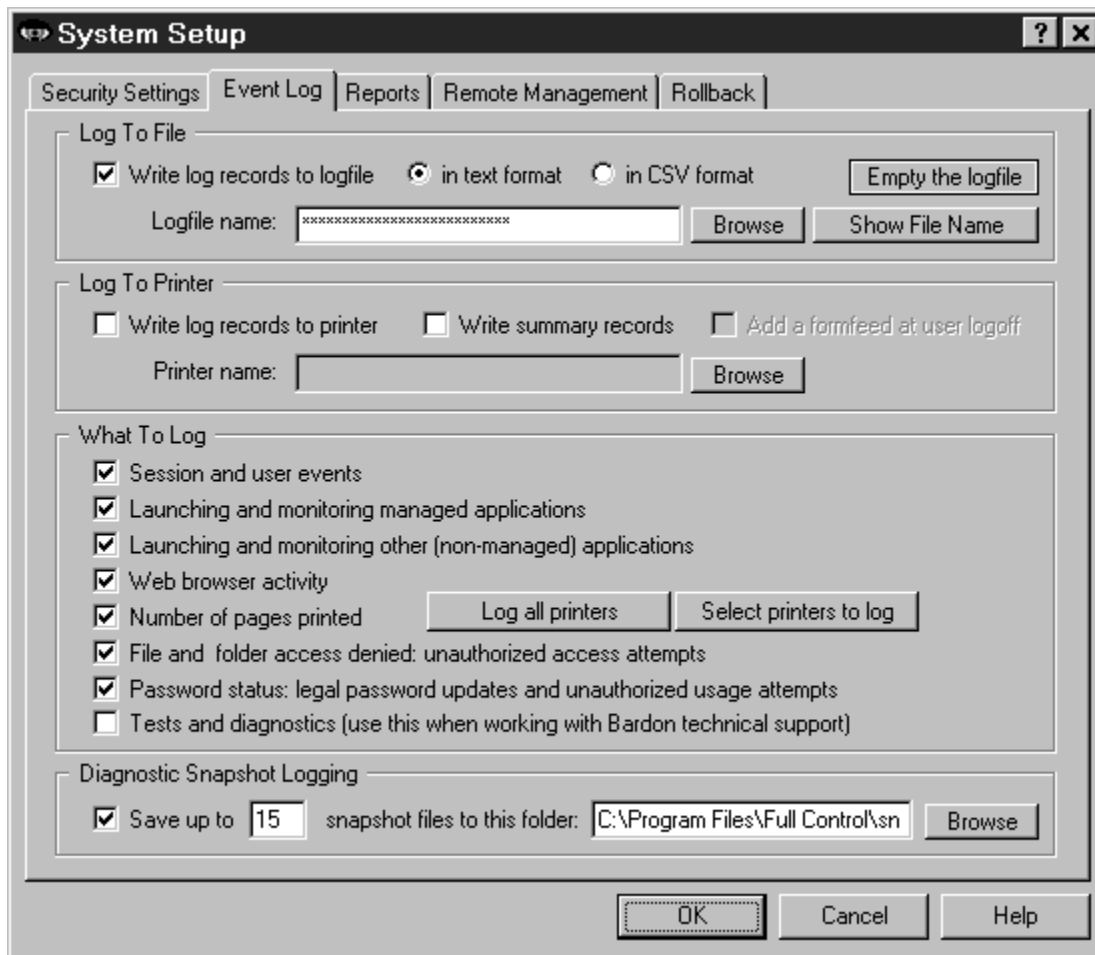 System Setup
Security Settings Event Log Reports Remote Management Rollback
Log To File
Write log records to logfile in text format in CSV format Empty the logfile
Logfile name: ************************** Browse Show File Name
Log To Printer
Write log records to printer Write summary records Add a formfeed at user logoff
Printer name: Browse
What To Log
Session and user events
Launching and monitoring managed applications
Launching and monitoring other (non-managed) applications
Web browser activity
Number of pages printed Log all printers Select printers to log
File and folder access denied: unauthorized access attempts
Password status: legal password updates and unauthorized usage attempts
Tests and diagnostics (use this when working with Bardon technical support)
Diagnostic Snapshot Logging
Save up to 15 snapshot files to this folder: C:\Program Files\Full Control\sn Browse
OK Cancel Help